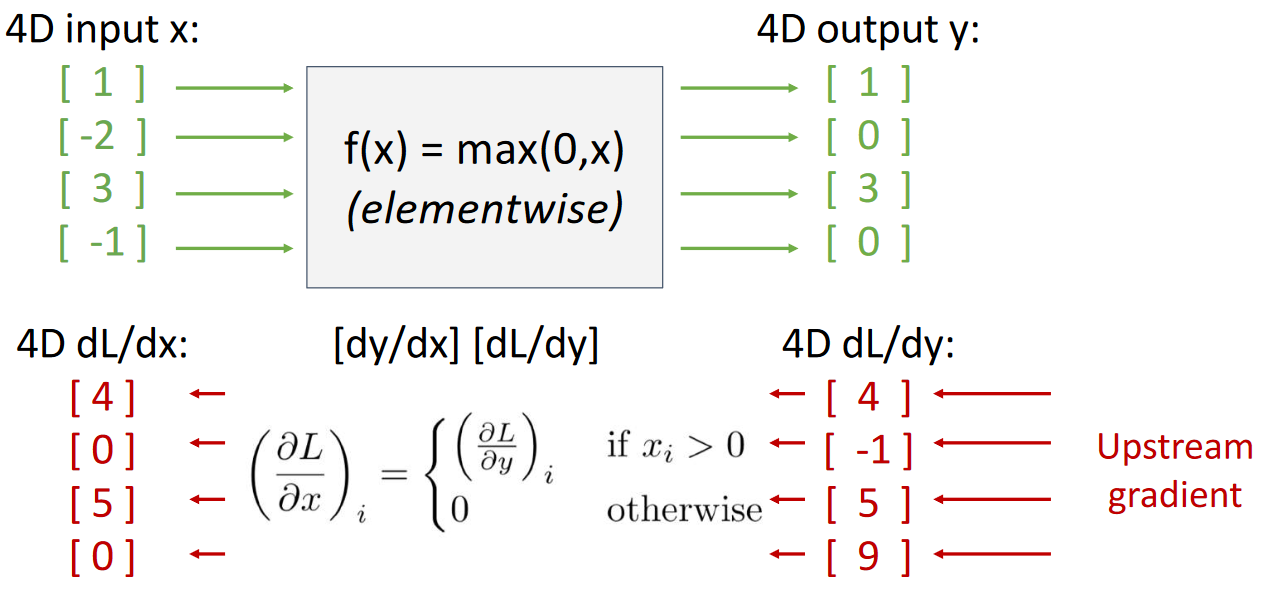 4D input x:
4D output y:
[ 1 ]
[ -2 ]
[ 3 ]
[ -1 ]
f(x) = max(0,x)
(elementwise)
[ 1 ]
[ 0 ]
[ 3 ]
[ 0 ]
4D dL/dx:
[dy/dx] [dL/dy]
4D dL/dy:
[ 4 ]
[ 0 ]
[ 5 ]
[ 0 ]
(∂L/∂x)_i = { (∂L/∂y)_i if x_i > 0
0 otherwise
[ 4 ]
[ -1 ]
[ 5 ]
[ 9 ]
Upstream
gradient